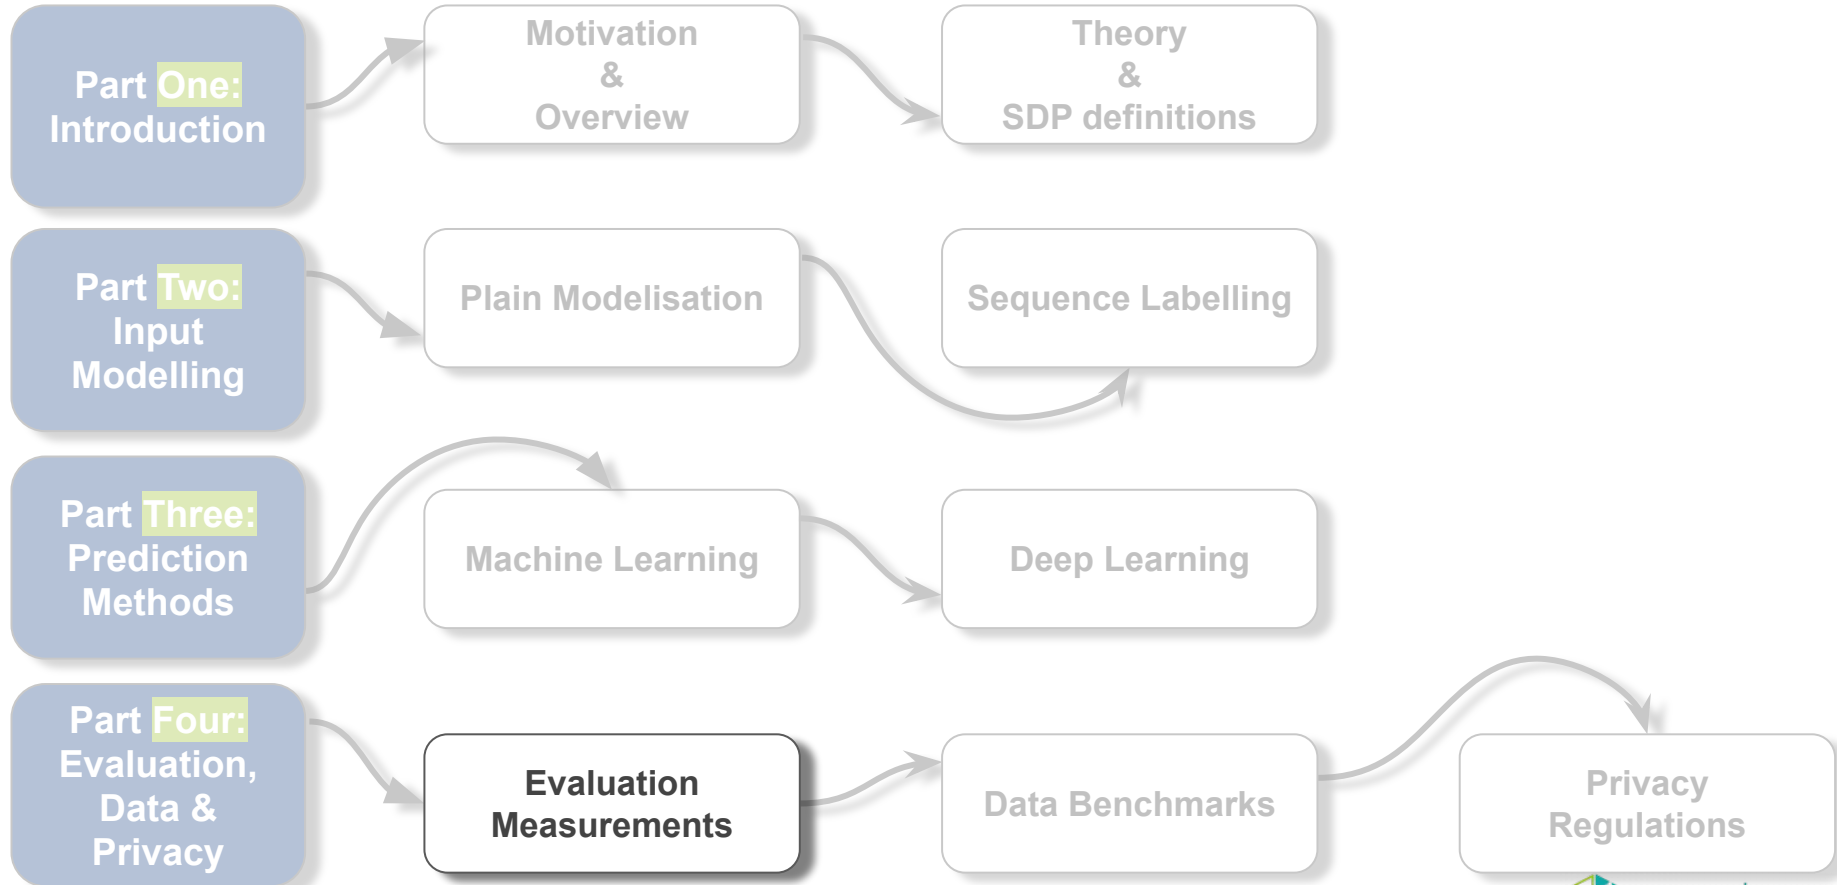 Part One:
Introduction
Motivation
&
Overview
Theory
&
SDP definitions
Part Two:
Input
Modelling
Plain Modelisation
Sequence Labelling
Part Three:
Prediction
Methods
Machine Learning
Deep Learning
Part Four:
Evaluation,
Data &
Privacy
Evaluation
Measurements
Data Benchmarks
Privacy
Regulations